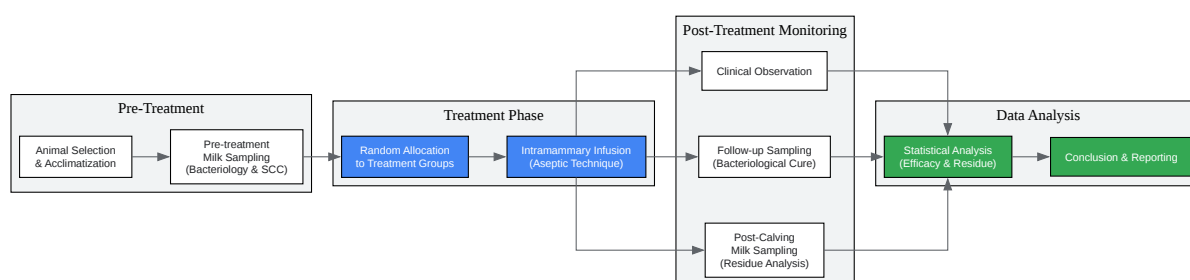 Pre-Treatment
Animal Selection
& Acclimatization
Pre-treatment
Milk Sampling
(Bacteriology & SCC)
Treatment Phase
Random Allocation
to Treatment Groups
Intramammary Infusion
(Aseptic Technique)
Post-Treatment Monitoring
Clinical Observation
Follow-up Sampling
(Bacteriological Cure)
Post-Calving
Milk Sampling
(Residue Analysis)
Data Analysis
Statistical Analysis
(Efficacy & Residue)
Conclusion & Reporting